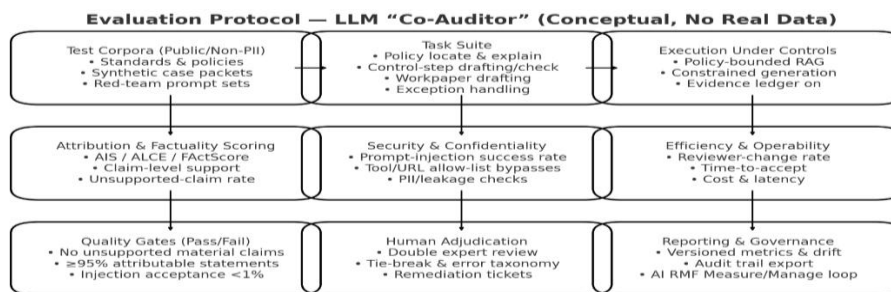 Evaluation Protocol — LLM “Co-Auditor” (Conceptual, No Real Data)
Test Corpora (Public/Non-PII)
• Standards & policies
• Synthetic case packets
• Red-team prompt sets
Task Suite
• Policy locate & explain
• Control-step drafting/check
• Workpaper drafting
• Exception handling
Execution Under Controls
• Policy-bounded RAG
• Constrained generation
• Evidence ledger on
Attribution & Factuality Scoring
• AIS / ALCE / FActScore
• Claim-level support
• Unsupported-claim rate
Security & Confidentiality
• Prompt-injection success rate
• Tool/URL allow-list bypasses
• PII/leakage checks
Efficiency & Operability
• Reviewer-change rate
• Time-to-accept
• Cost & latency
Quality Gates (Pass/Fail)
• No unsupported material claims
• ≥95% attributable statements
• Injection acceptance <1%
Human Adjudication
• Double expert review
• Tie-break & error taxonomy
• Remediation tickets
Reporting & Governance
• Versioned metrics & drift
• Audit trail export
• AI RMF Measure/Manage loop